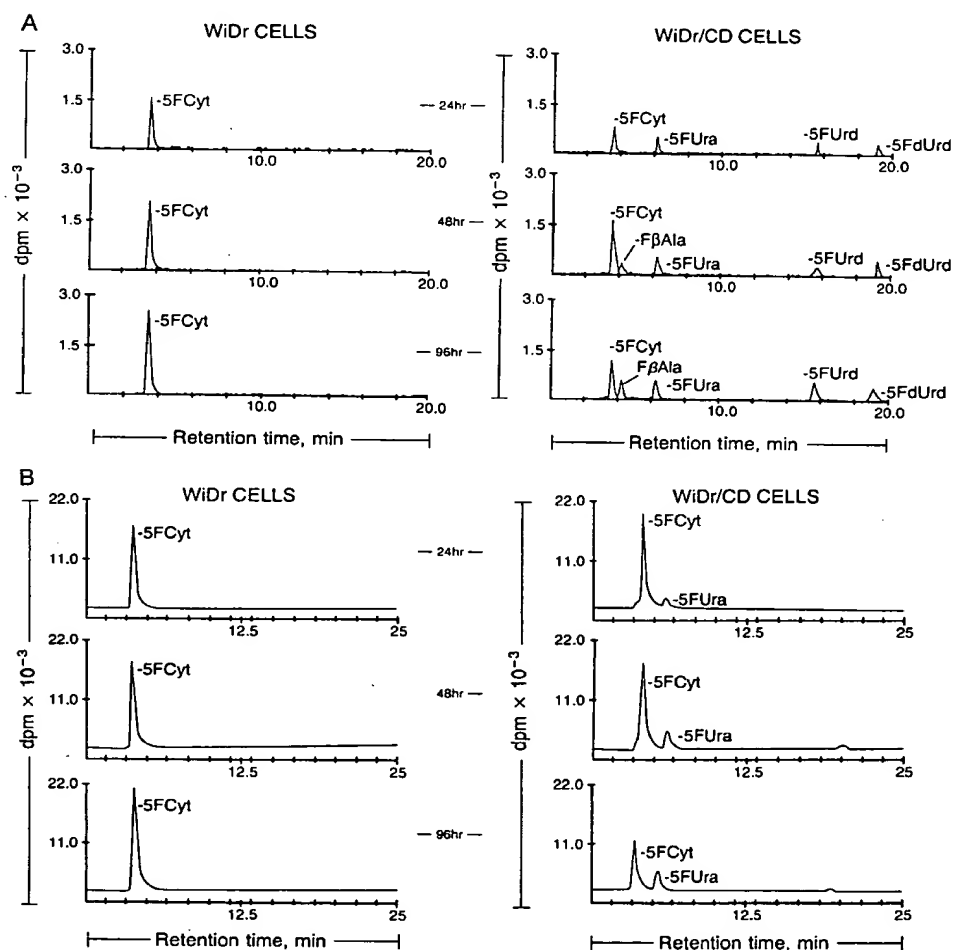 A
WiDr CELLS
WiDr/CD CELLS
dpm × 10⁻³
3.0
1.5
-5FCyt
10.0
20.0
— 24hr —
dpm × 10⁻³
3.0
1.5
-5FCyt
-5FUra
-5FUrd
-5FdUrd
10.0
20.0
3.0
1.5
-5FCyt
10.0
20.0
48hr —
3.0
1.5
-5FCyt
-FβAla
-5FUra
-5FUrd
-5FdUrd
10.0
20.0
3.0
1.5
-5FCyt
10.0
20.0
— 96hr —
3.0
1.5
-5FCyt
FβAla
-5FUra
-5FUrd
-5FdUrd
10.0
20.0
Retention time, min
Retention time, min
B
WiDr CELLS
WiDr/CD CELLS
dpm × 10⁻³
22.0
11.0
-5FCyt
12.5
25
— 24hr —
dpm × 10⁻³
22.0
11.0
-5FCyt
-5FUra
12.5
25
22.0
11.0
-5FCyt
12.5
25
48hr —
22.0
11.0
-5FCyt
-5FUra
12.5
25
22.0
11.0
-5FCyt
12.5
25
— 96hr —
22.0
11.0
-5FCyt
-5FUra
12.5
25
Retention time, min
Retention time, min